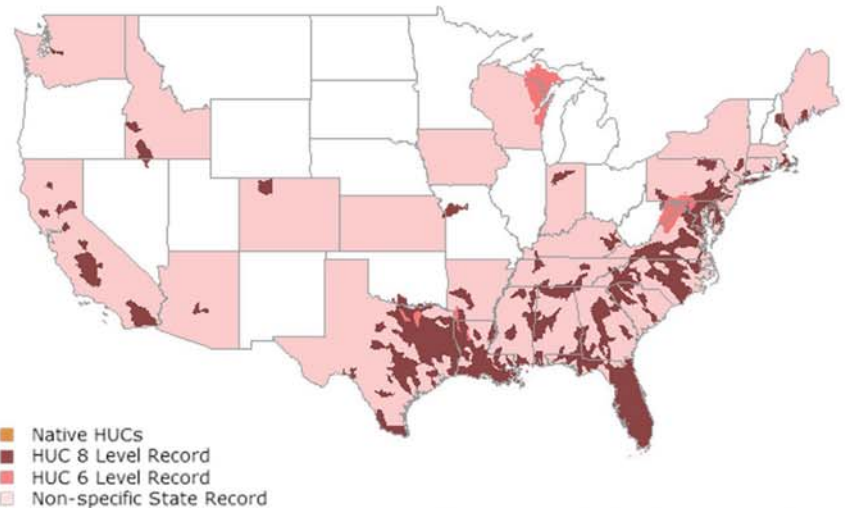 Native HUCs
HUC 8 Level Record
HUC 6 Level Record
Non-specific State Record